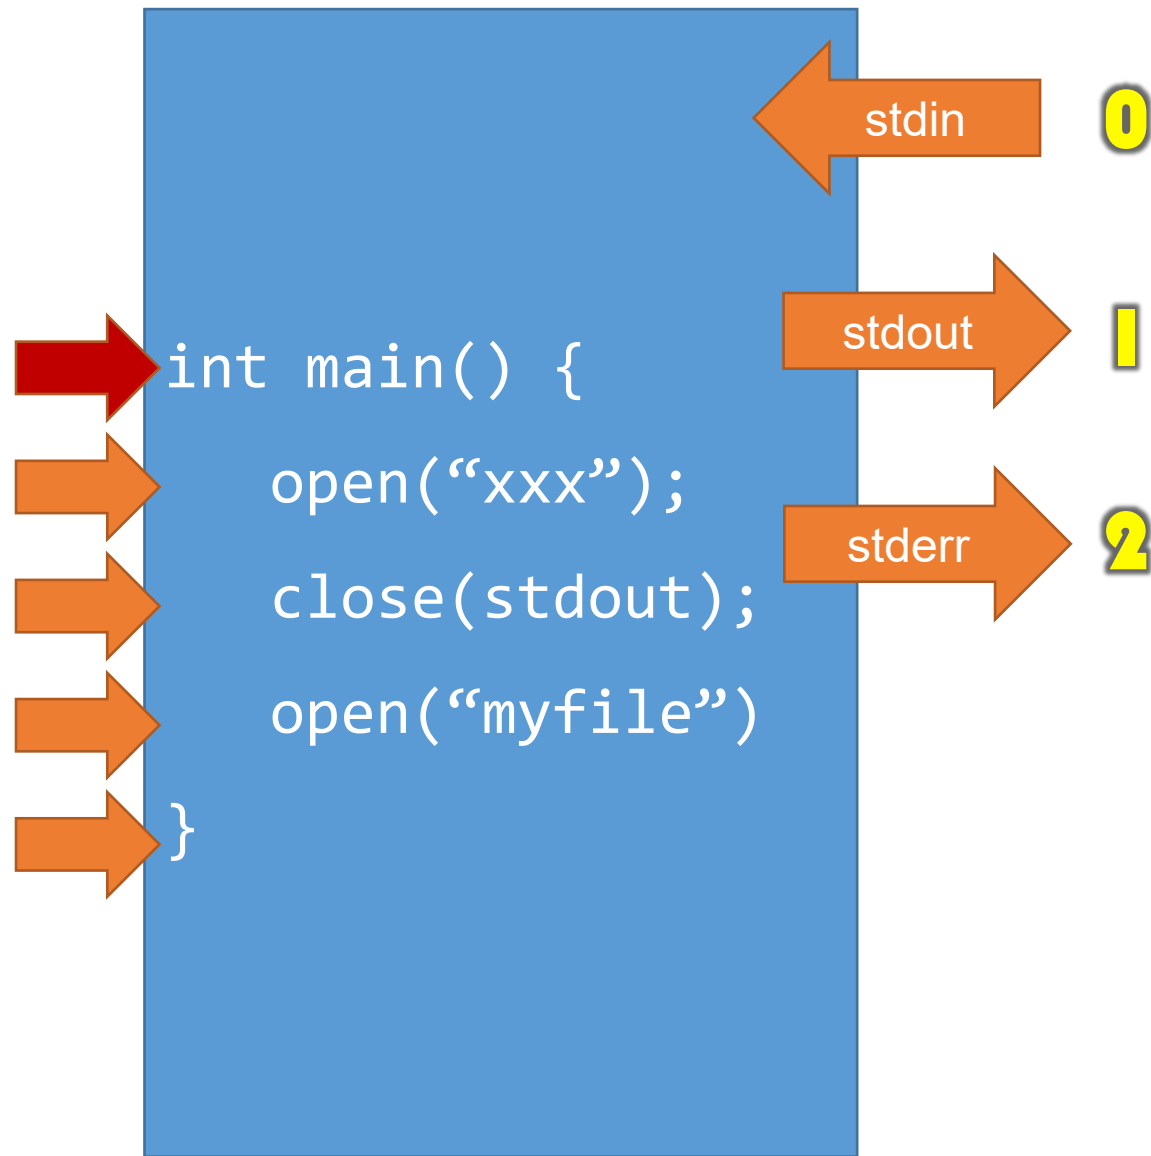 stdin 0
stdout 1
int main() {
open(“xxx”);
stderr 2
close(stdout);
open(“myfile”)
}